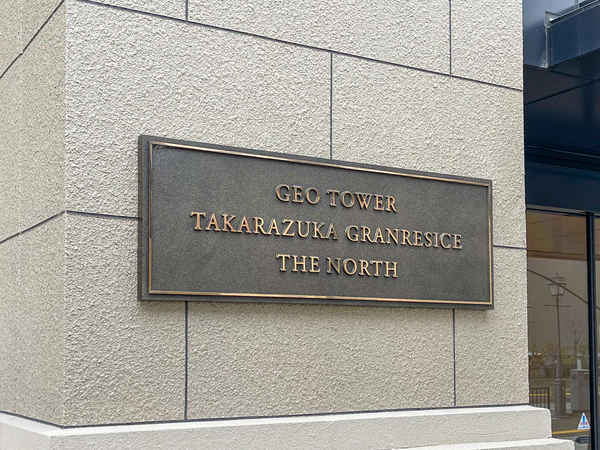 GEO TOWER
TAKARAZUKA GRANRESICE
THE NORTH